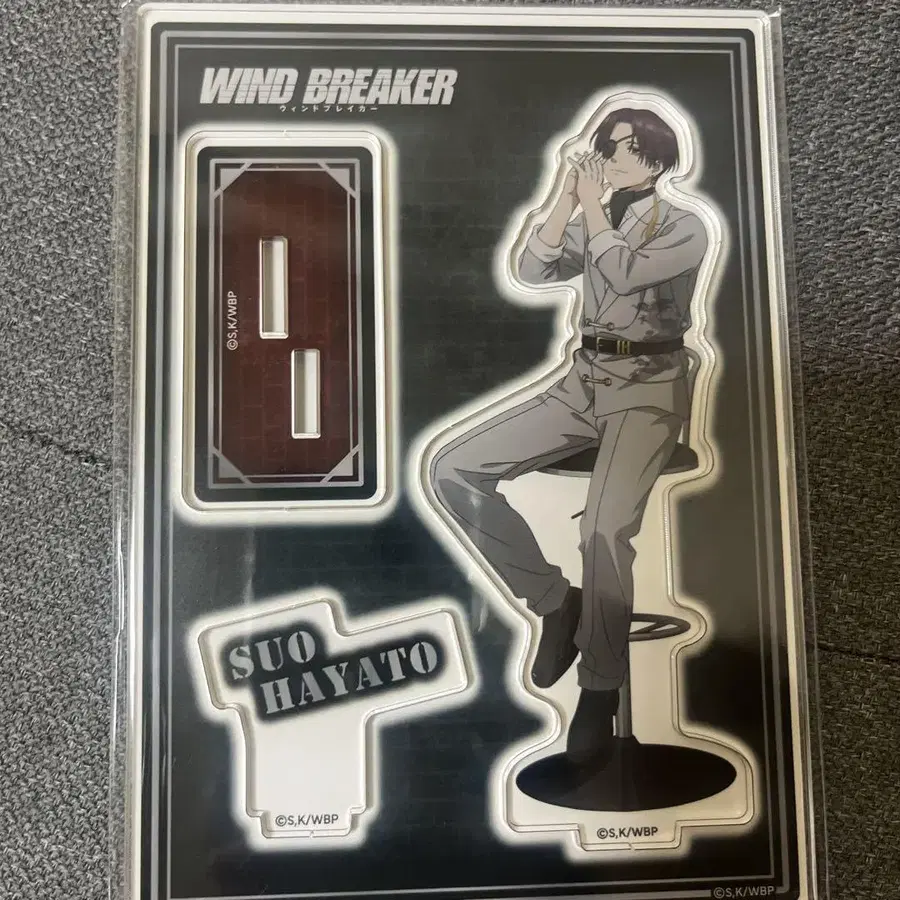 WIND BREAKER
ウィンドブレイカー
©S,K/WBP
SUO
HAYATO
©S,K/WBP
©S,K/WBP
©S,K/WBP